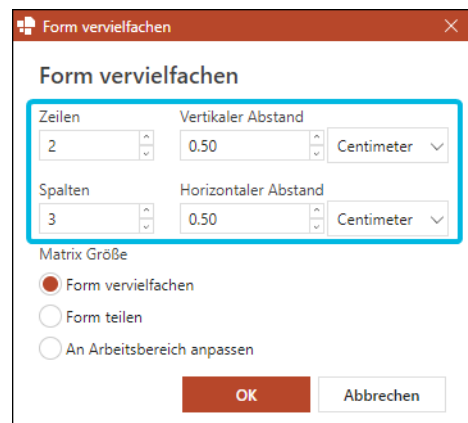 Form vervielfachen
Form vervielfachen
Zeilen Vertikaler Abstand
2 0.50 Centimeter
Spalten Horizontaler Abstand
3 0.50 Centimeter
Matrix Größe
Form vervielfachen
Form teilen
An Arbeitsbereich anpassen
OK Abbrechen